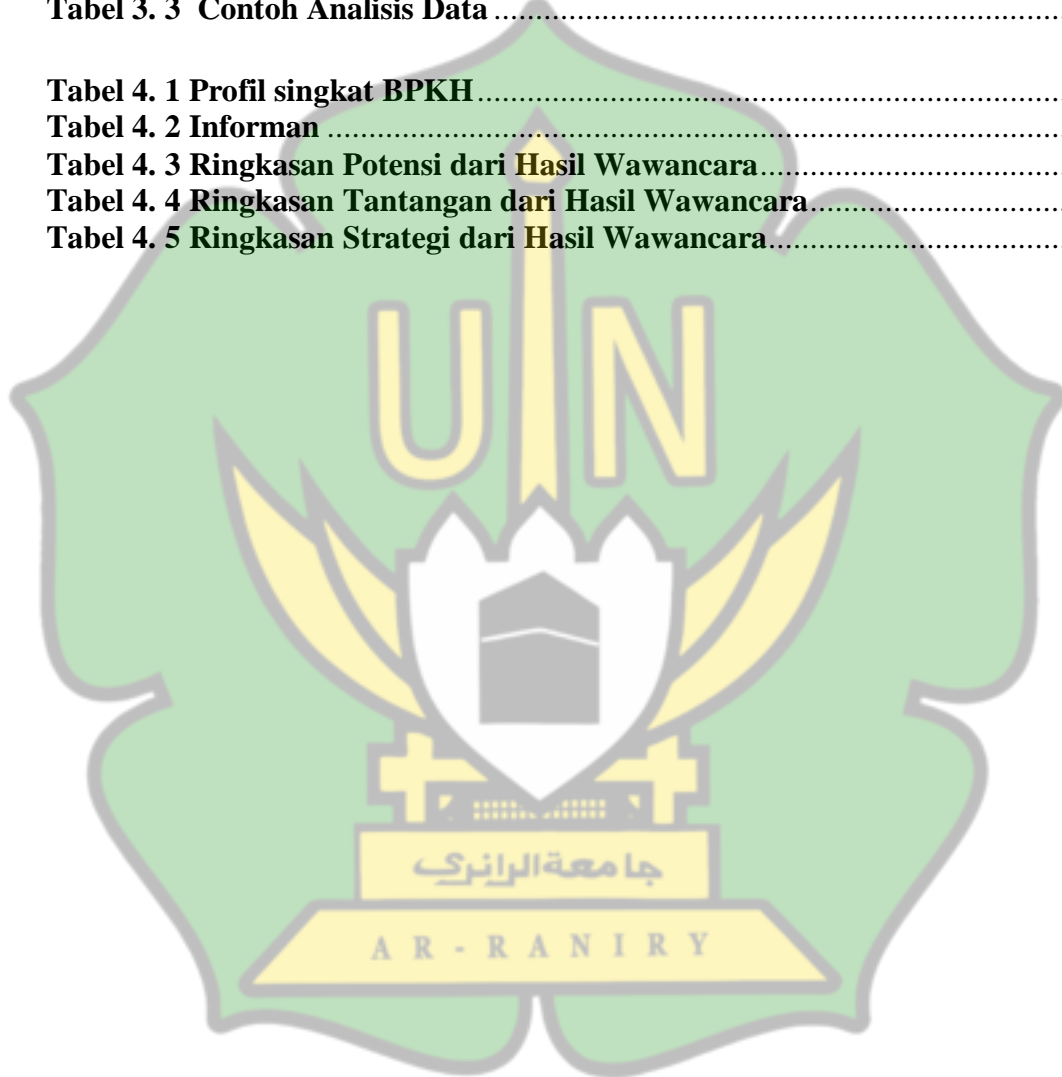 Tabel 3. 3 Contoh Analisis Data.....................................................................
Tabel 4. 1 Profil singkat BPKH.......................................................................
Tabel 4. 2 Informan.........................................................................................
Tabel 4. 3 Ringkasan Potensi dari Hasil Wawancara.....................................
Tabel 4. 4 Ringkasan Tantangan dari Hasil Wawancara................................
Tabel 4. 5 Ringkasan Strategi dari Hasil Wawancara.....................................
UIN
جامعة الرانري
AR-RANIRY